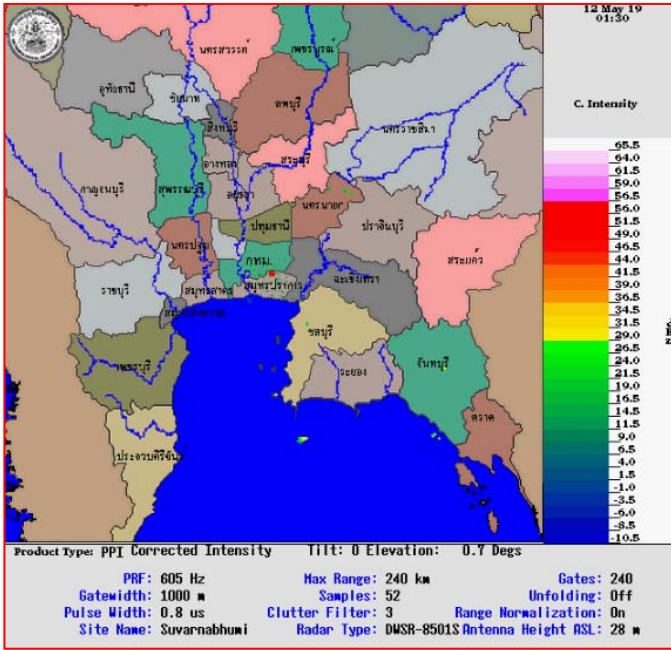 12 May 19
01:30
C. Intensity
นครสวรรค์
เพชรบูรณ์
อุทัยธานี
ชัยนาท
ลพบุรี
สิงห์บุรี
นครราชสีมา
อ่างทอง
สระบุรี
กาญจนบุรี
สุพรรณบุรี
อยุธยา
นครนายก
ปราจีนบุรี
ปทุมธานี
นครปฐม
กทม.
สระแก้ว
ราชบุรี
สมุทรสาคร
สมุทรปราการ
ฉะเชิงเทรา
ชลบุรี
เพชรบุรี
ระยอง
จันทบุรี
ตราด
ประจวบคีรีขัน
65.5
64.0
61.5
59.0
56.5
56.0
51.5
49.0
46.5
44.0
41.5
39.0
36.5
34.5
31.5
29.0
26.5
24.0
21.5
19.0
16.5
14.5
11.5
9.0
6.5
4.0
1.5
-1.0
-3.5
-6.0
-8.5
-10.5
Product Type: PPI Corrected Intensity Tilt: 0 Elevation: 0.7 Degs
PRF: 605 Hz Max Range: 240 km Gates: 240
Gatewidth: 1000 m Samples: 52 Unfolding: Off
Pulse Width: 0.8 us Clutter Filter: 3 Range Normalization: On
Site Name: Suvarnabhumi Radar Type: DWSR-8501S Antenna Height ASL: 28 m